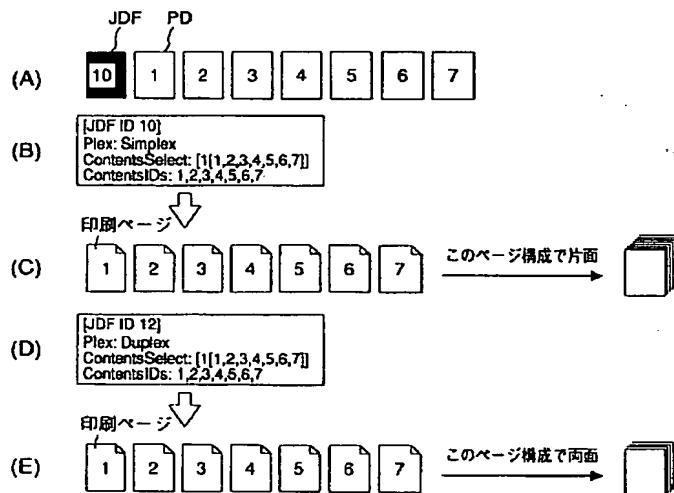 JDF PD
(A) 10 1 2 3 4 5 6 7
(B) [JDF ID 10]
Plex: Simplex
ContentsSelect: [1[1,2,3,4,5,6,7]]
ContentsIDs: 1,2,3,4,5,6,7
印刷ページ
(C) 1 2 3 4 5 6 7 このページ構成で片面
(D) [JDF ID 12]
Plex: Duplex
ContentsSelect: [1[1,2,3,4,5,6,7]]
ContentsIDs: 1,2,3,4,5,6,7
印刷ページ
(E) 1 2 3 4 5 6 7 このページ構成で両面